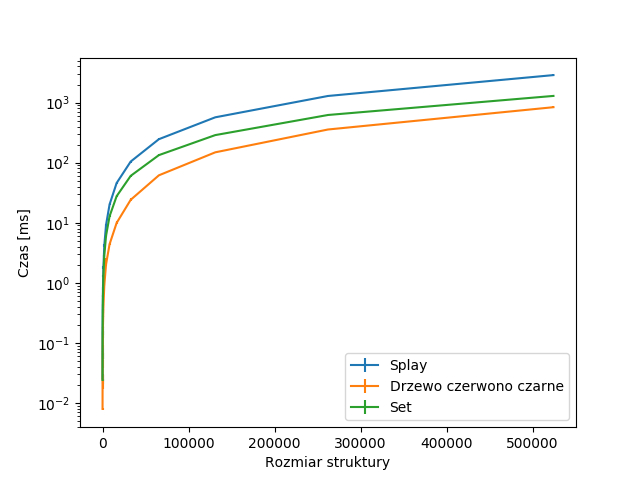 Czas [ms]
10³
10²
10¹
10⁰
10⁻¹
10⁻²
0
100000
200000
300000
400000
500000
Rozmiar struktury
Splay
Drzewo czerwono czarne
Set